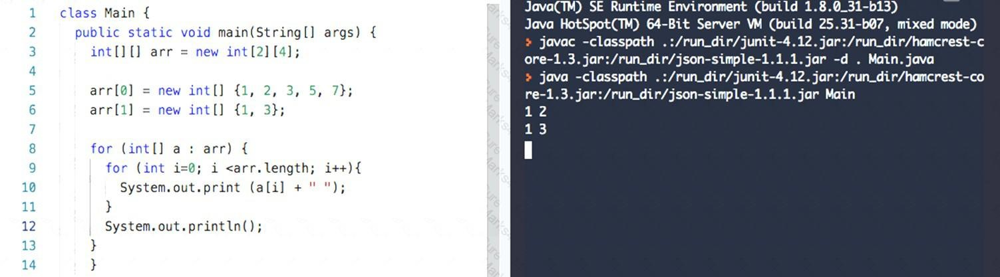 1 class Main {
2 public static void main(String[] args) {
3 int[][] arr = new int[2][4];
4
5 arr[0] = new int[] {1, 2, 3, 5, 7};
6 arr[1] = new int[] {1, 3};
7
8 for (int[] a : arr) {
9 for (int i=0; i <arr.length; i++){
10 System.out.print (a[i] + " ");
11 }
12 System.out.println();
13 }
14 }
Java(TM) SE Runtime Environment (build 1.8.0_31-b13)
Java HotSpot(TM) 64-Bit Server VM (build 25.31-b07, mixed mode)
> javac -classpath .:/run_dir/junit-4.12.jar:/run_dir/hamcrest-c
ore-1.3.jar:/run_dir/json-simple-1.1.1.jar -d . Main.java
> java -classpath .:/run_dir/junit-4.12.jar:/run_dir/hamcrest-co
re-1.3.jar:/run_dir/json-simple-1.1.1.jar Main
1 2
1 3